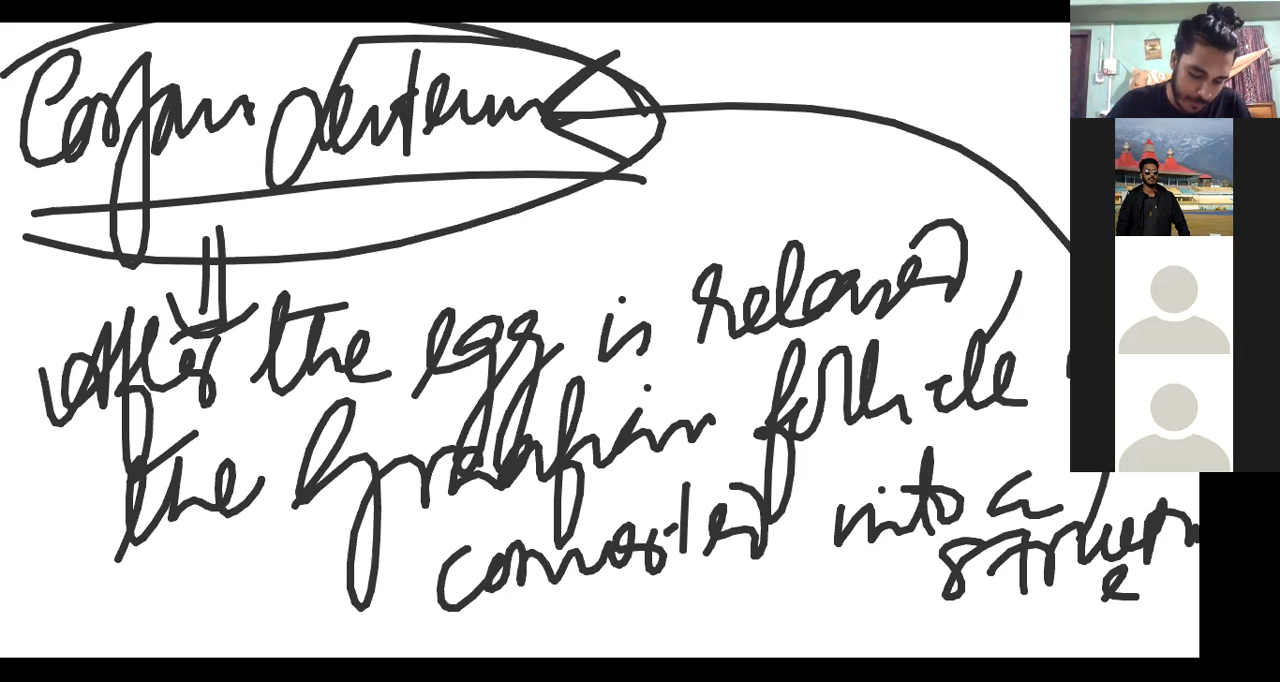 Corpus luteum
after the egg is released,
the Graafian follicle
converted into a
structure